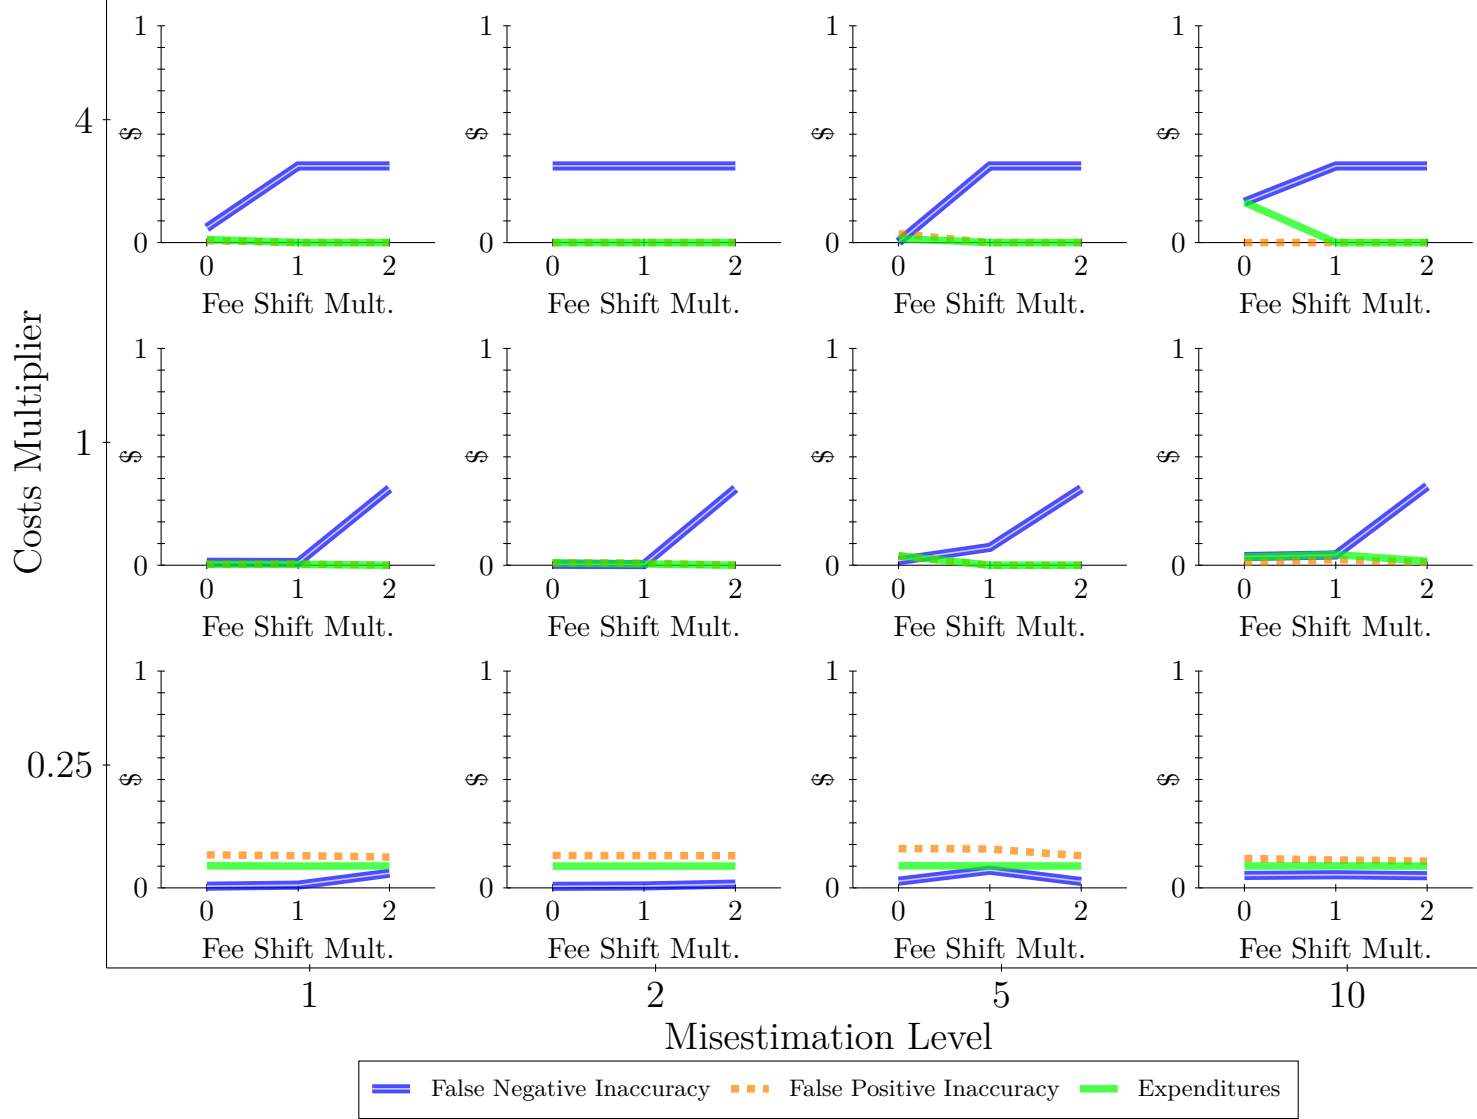 Costs Multiplier
4
1
0.25
1
$
0
0 1 2
Fee Shift Mult.
1
$
0
0 1 2
Fee Shift Mult.
1
$
0
0 1 2
Fee Shift Mult.
1
$
0
0 1 2
Fee Shift Mult.
1
$
0
0 1 2
Fee Shift Mult.
1
$
0
0 1 2
Fee Shift Mult.
1
$
0
0 1 2
Fee Shift Mult.
1
$
0
0 1 2
Fee Shift Mult.
1
$
0
0 1 2
Fee Shift Mult.
1
$
0
0 1 2
Fee Shift Mult.
1
$
0
0 1 2
Fee Shift Mult.
1
$
0
0 1 2
Fee Shift Mult.
1 2 5 10
Misestimation Level
False Negative Inaccuracy False Positive Inaccuracy Expenditures